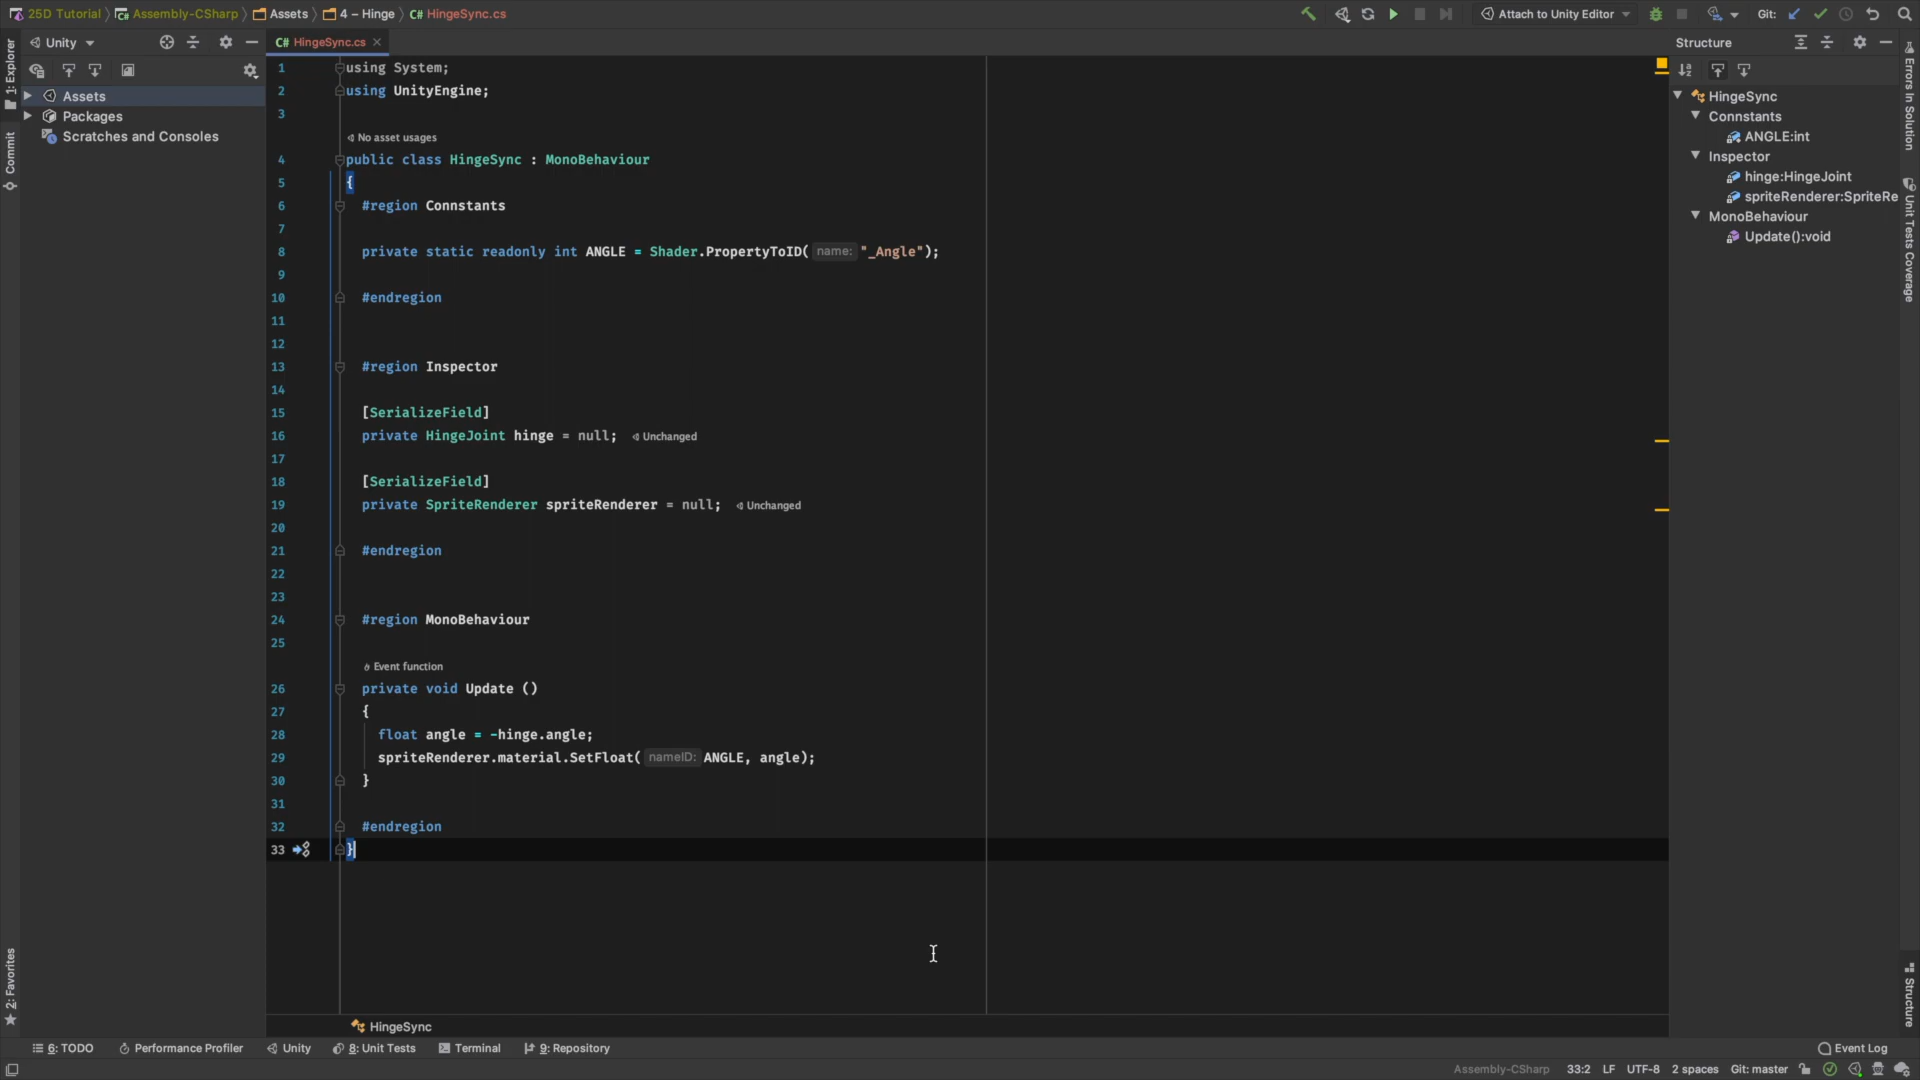 25D Tutorial
Assembly-CSharp
Assets
4 – Hinge
C# HingeSync.cs
Attach to Unity Editor
Git:
Unity
C# HingeSync.cs
Structure
1: Explorer
Commit
2: Favorites
Assets
Packages
Scratches and Consoles
1 using System;
2 using UnityEngine;
3
No asset usages
4 public class HingeSync : MonoBehaviour
5 {
6 #region Connstants
7
8 private static readonly int ANGLE = Shader.PropertyToID( name: "_Angle");
9
10 #endregion
11
12
13 #region Inspector
14
15 [SerializeField]
16 private HingeJoint hinge = null; Unchanged
17
18 [SerializeField]
19 private SpriteRenderer spriteRenderer = null; Unchanged
20
21 #endregion
22
23
24 #region MonoBehaviour
25
Event function
26 private void Update ()
27 {
28 float angle = -hinge.angle;
29 spriteRenderer.material.SetFloat( nameID: ANGLE, angle);
30 }
31
32 #endregion
33 }
HingeSync
HingeSync
Connstants
ANGLE:int
Inspector
hinge:HingeJoint
spriteRenderer:SpriteRe
MonoBehaviour
Update():void
Errors In Solution
Unit Tests Coverage
Structure
6: TODO
Performance Profiler
Unity
8: Unit Tests
Terminal
9: Repository
Event Log
Assembly-CSharp
33:2
LF
UTF-8
2 spaces
Git: master